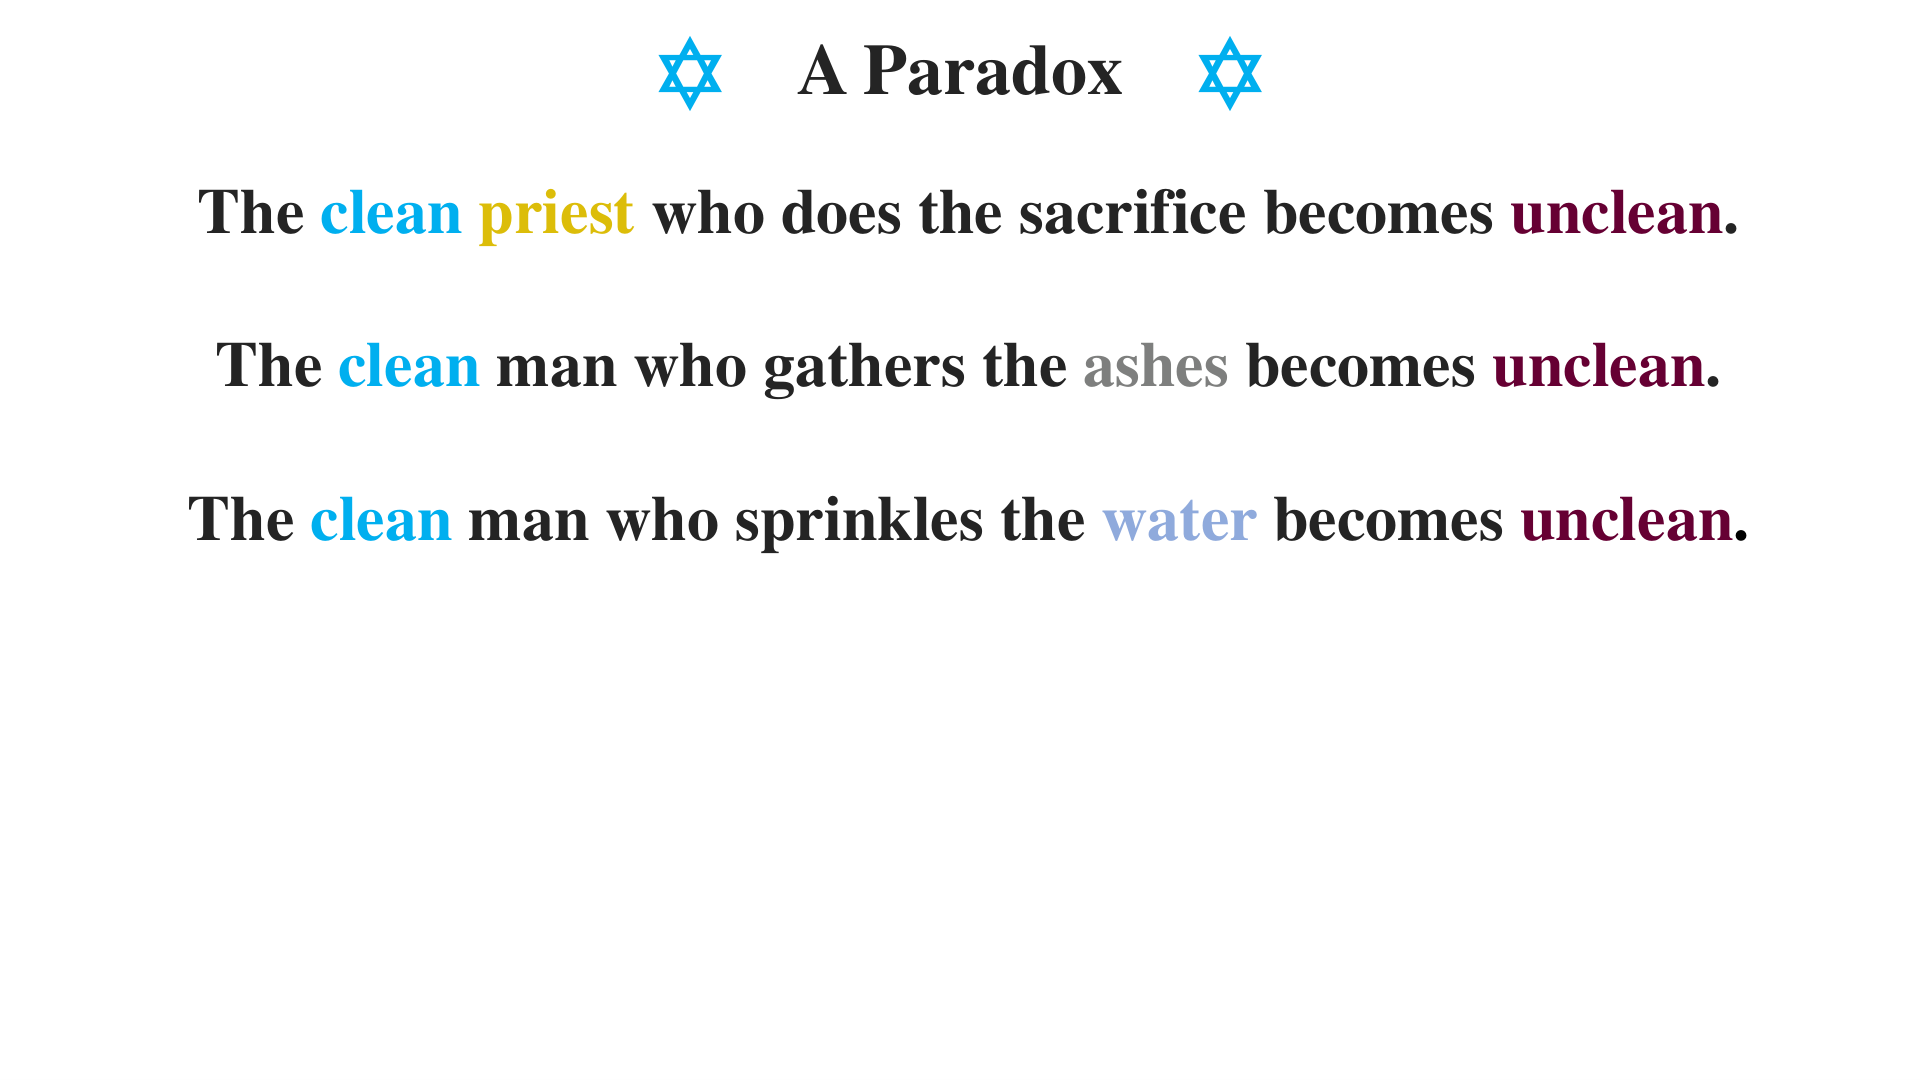 ✡ A Paradox ✡
The clean priest who does the sacrifice becomes unclean.
The clean man who gathers the ashes becomes unclean.
The clean man who sprinkles the water becomes unclean.